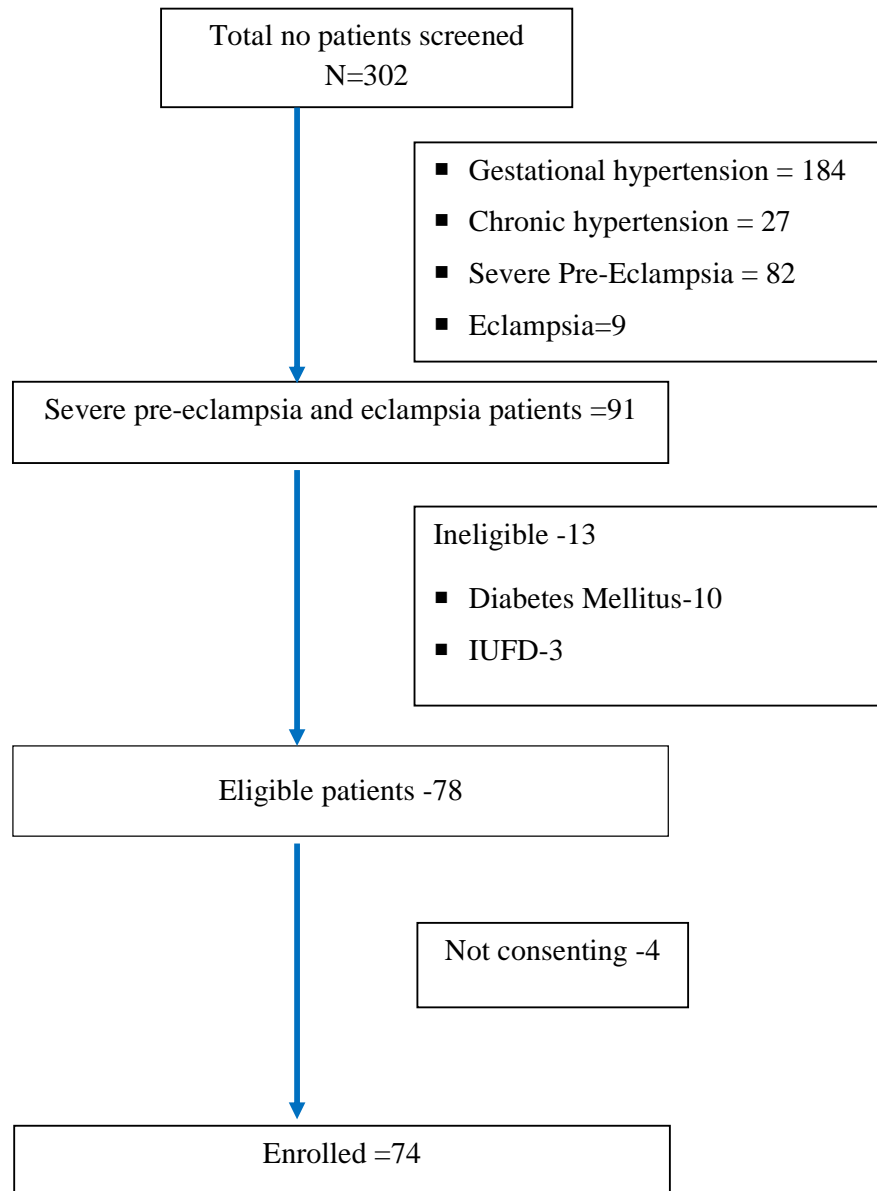 Total no patients screened
N=302
▪ Gestational hypertension = 184
▪ Chronic hypertension = 27
▪ Severe Pre-Eclampsia = 82
▪ Eclampsia=9
Severe pre-eclampsia and eclampsia patients =91
Ineligible -13
▪ Diabetes Mellitus-10
▪ IUFD-3
Eligible patients -78
Not consenting -4
Enrolled =74